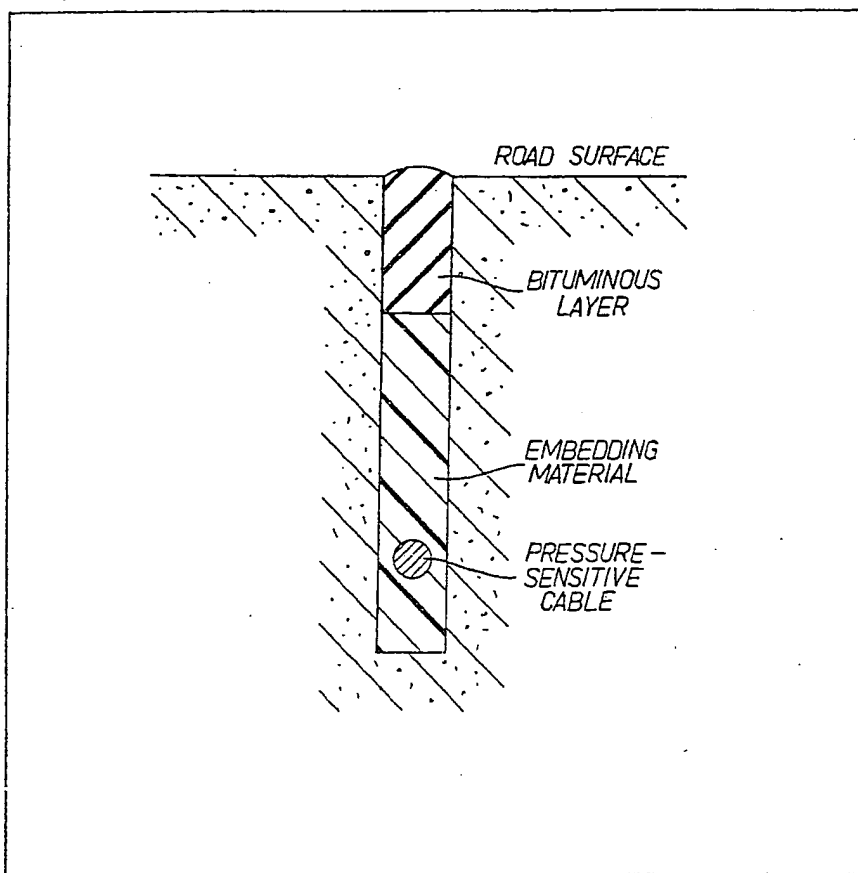 ROAD SURFACE
BITUMINOUS
LAYER
EMBEDDING
MATERIAL
PRESSURE-
SENSITIVE
CABLE